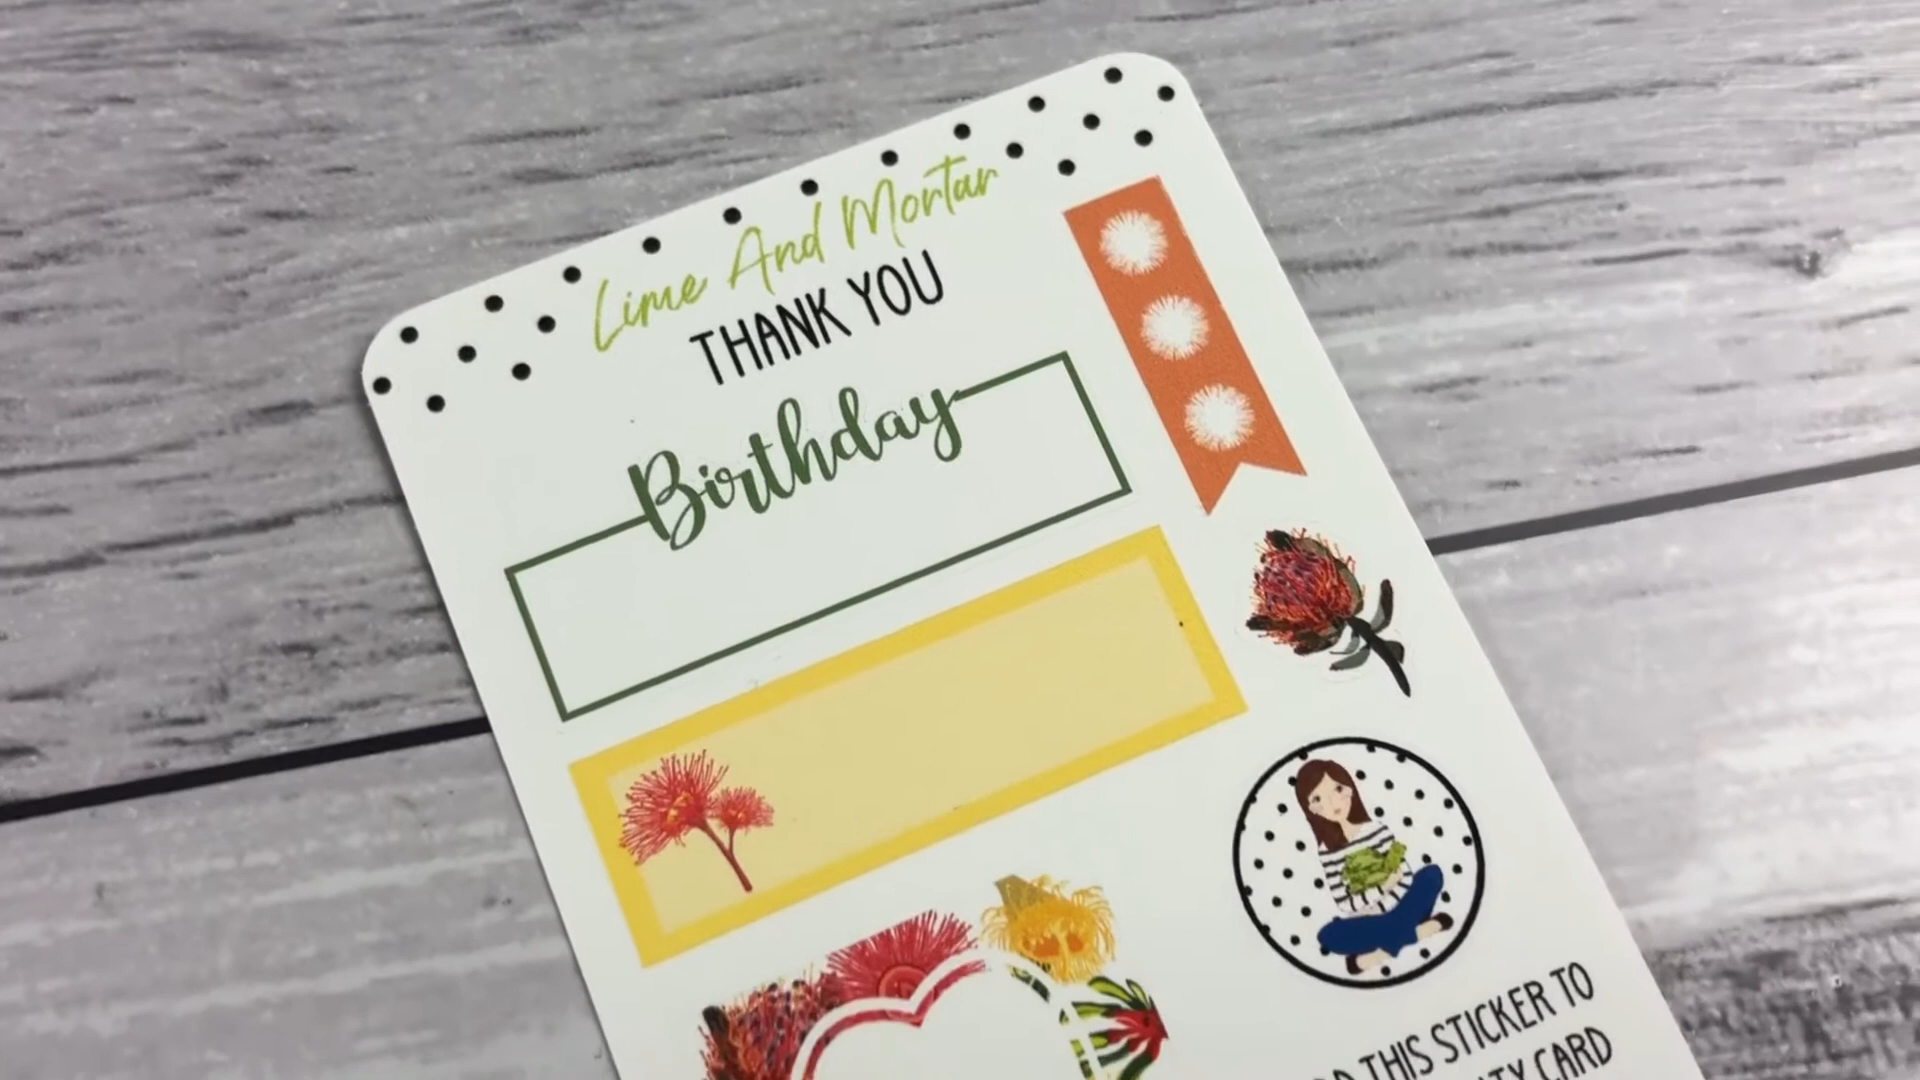 Lime And Mortar
THANK YOU
Birthday
THIS STICKER TO
CARD